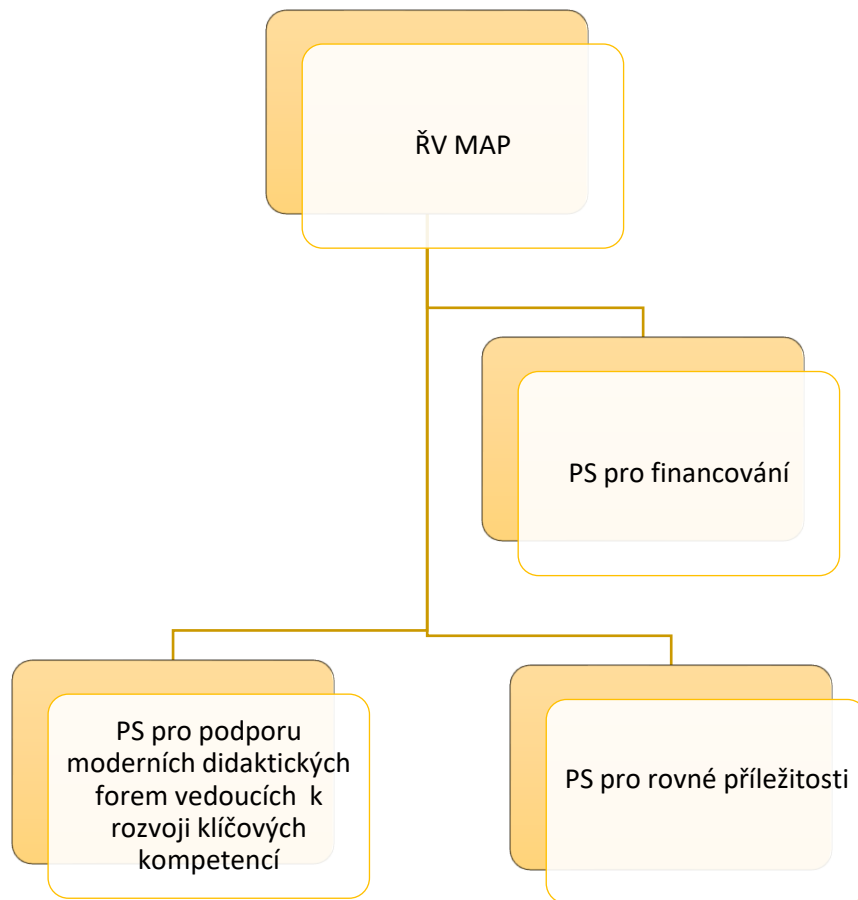 ŘV MAP
PS pro financování
PS pro podporu
moderních didaktických
forem vedoucích  k
rozvoji klíčových
kompetencí
PS pro rovné příležitosti